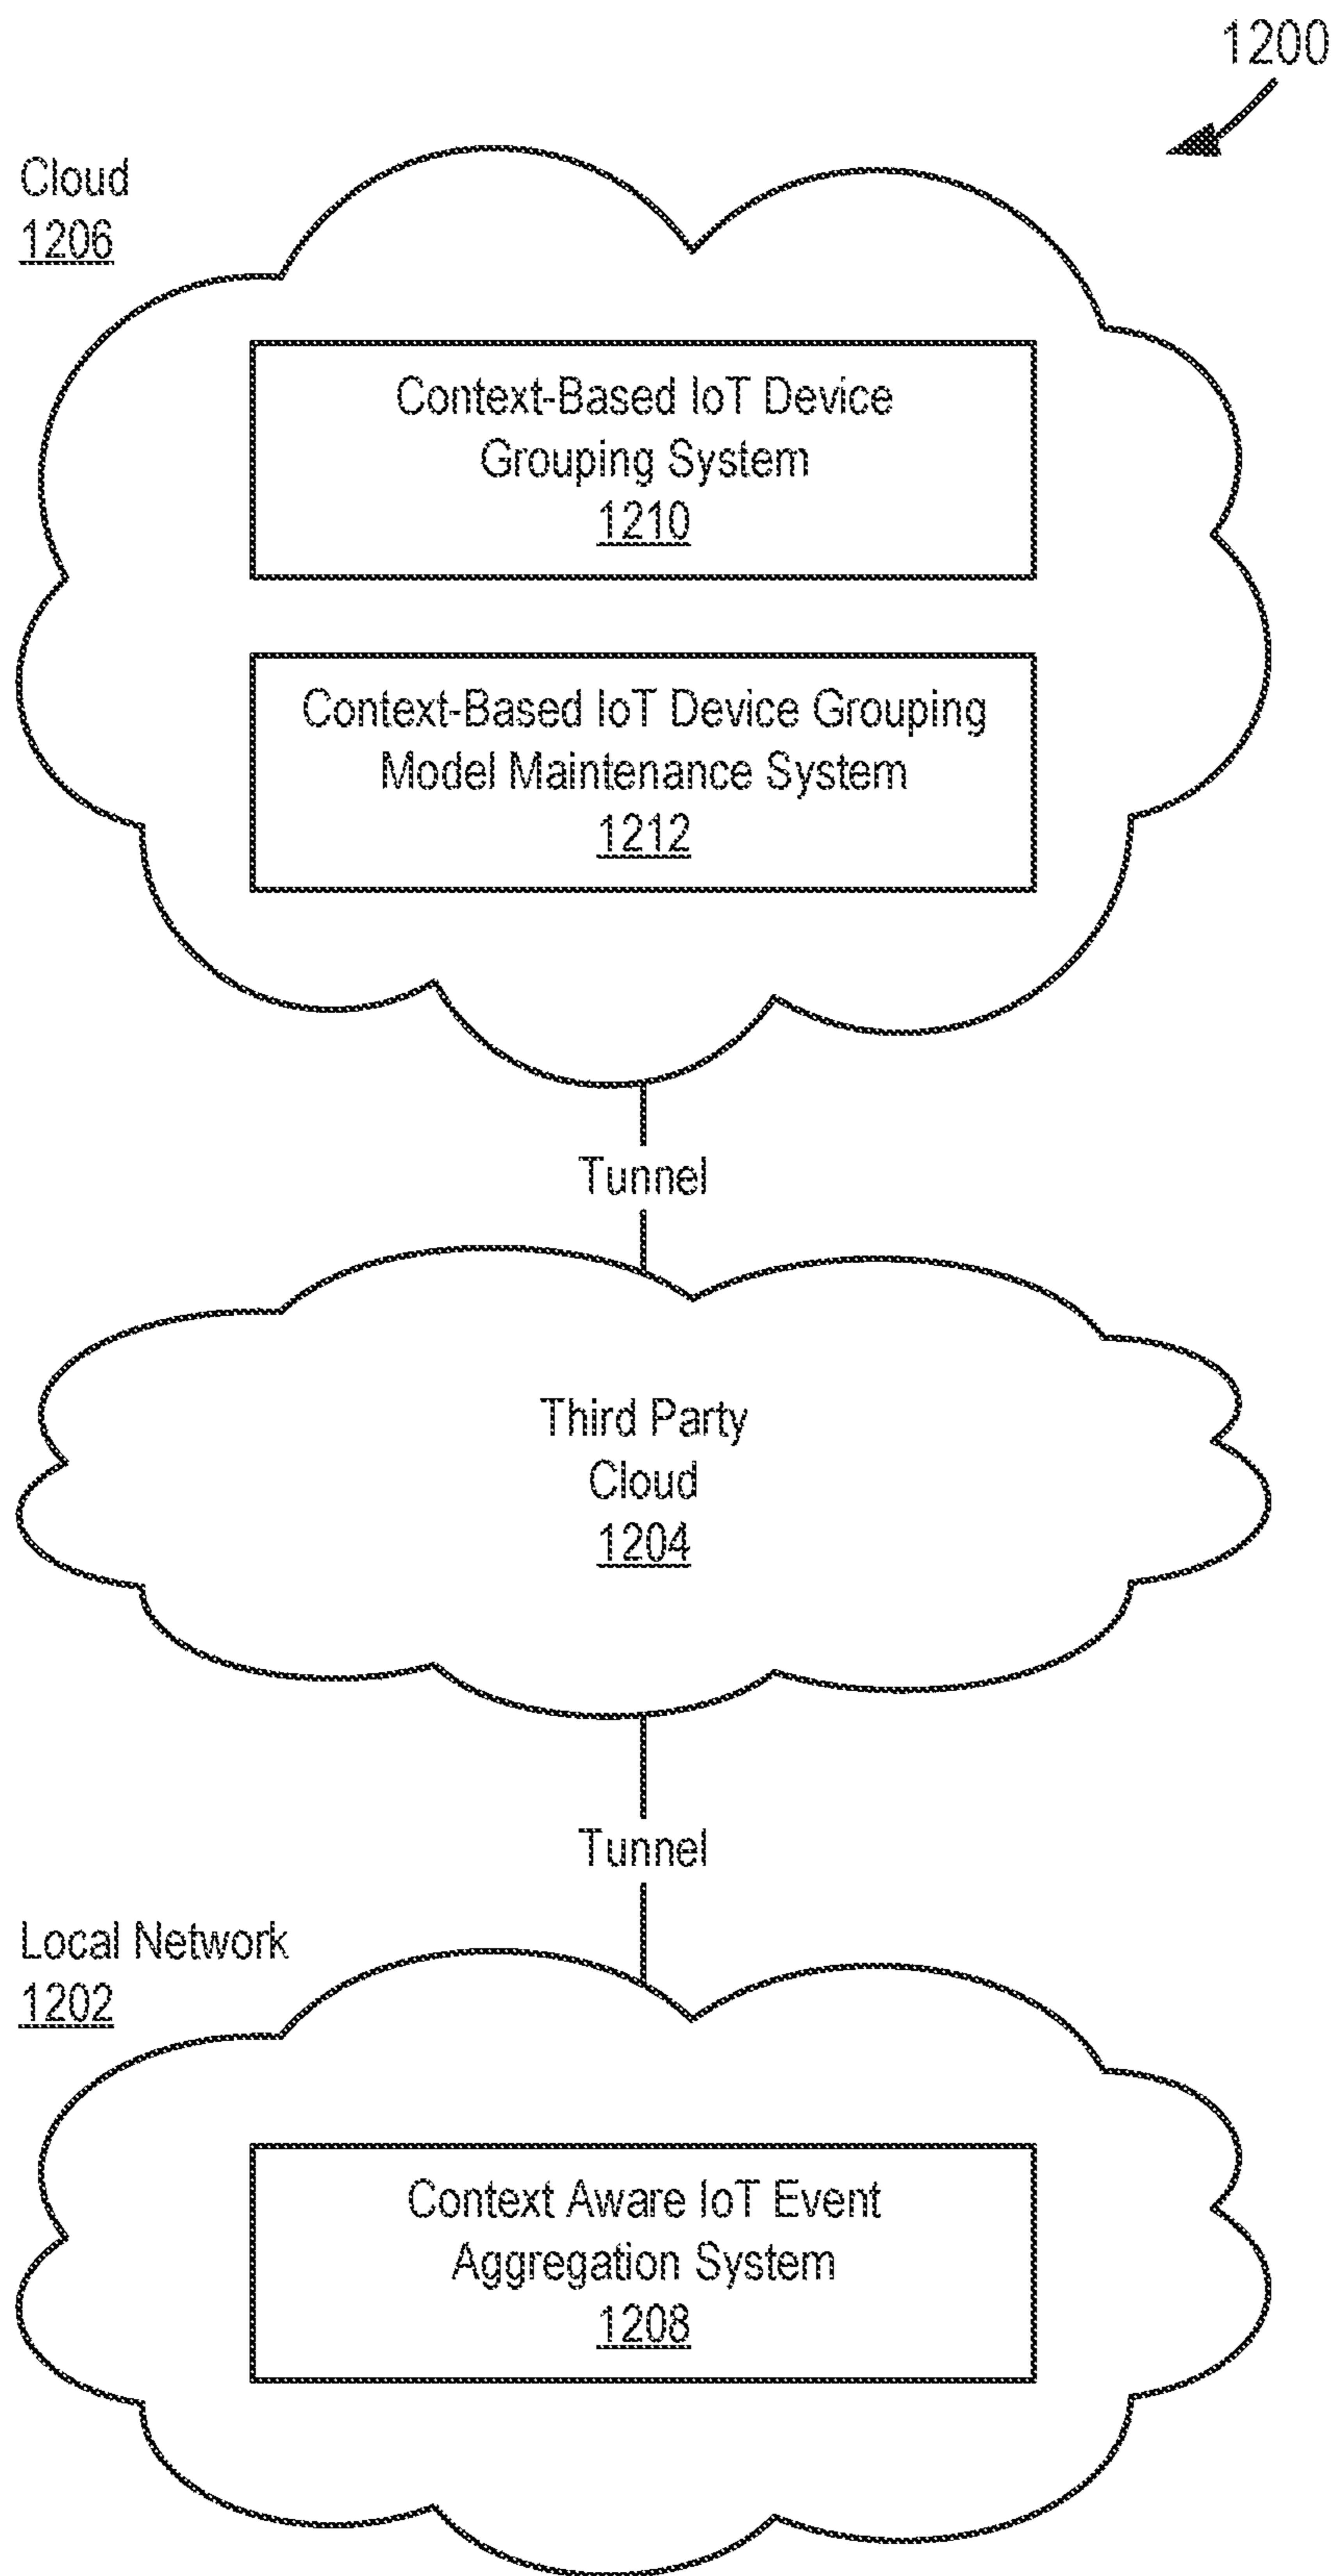 1200
Cloud
1206
Context-Based IoT Device
Grouping System
1210
Context-Based IoT Device Grouping
Model Maintenance System
1212
Tunnel
Third Party
Cloud
1204
Tunnel
Local Network
1202
Context Aware IoT Event
Aggregation System
1208